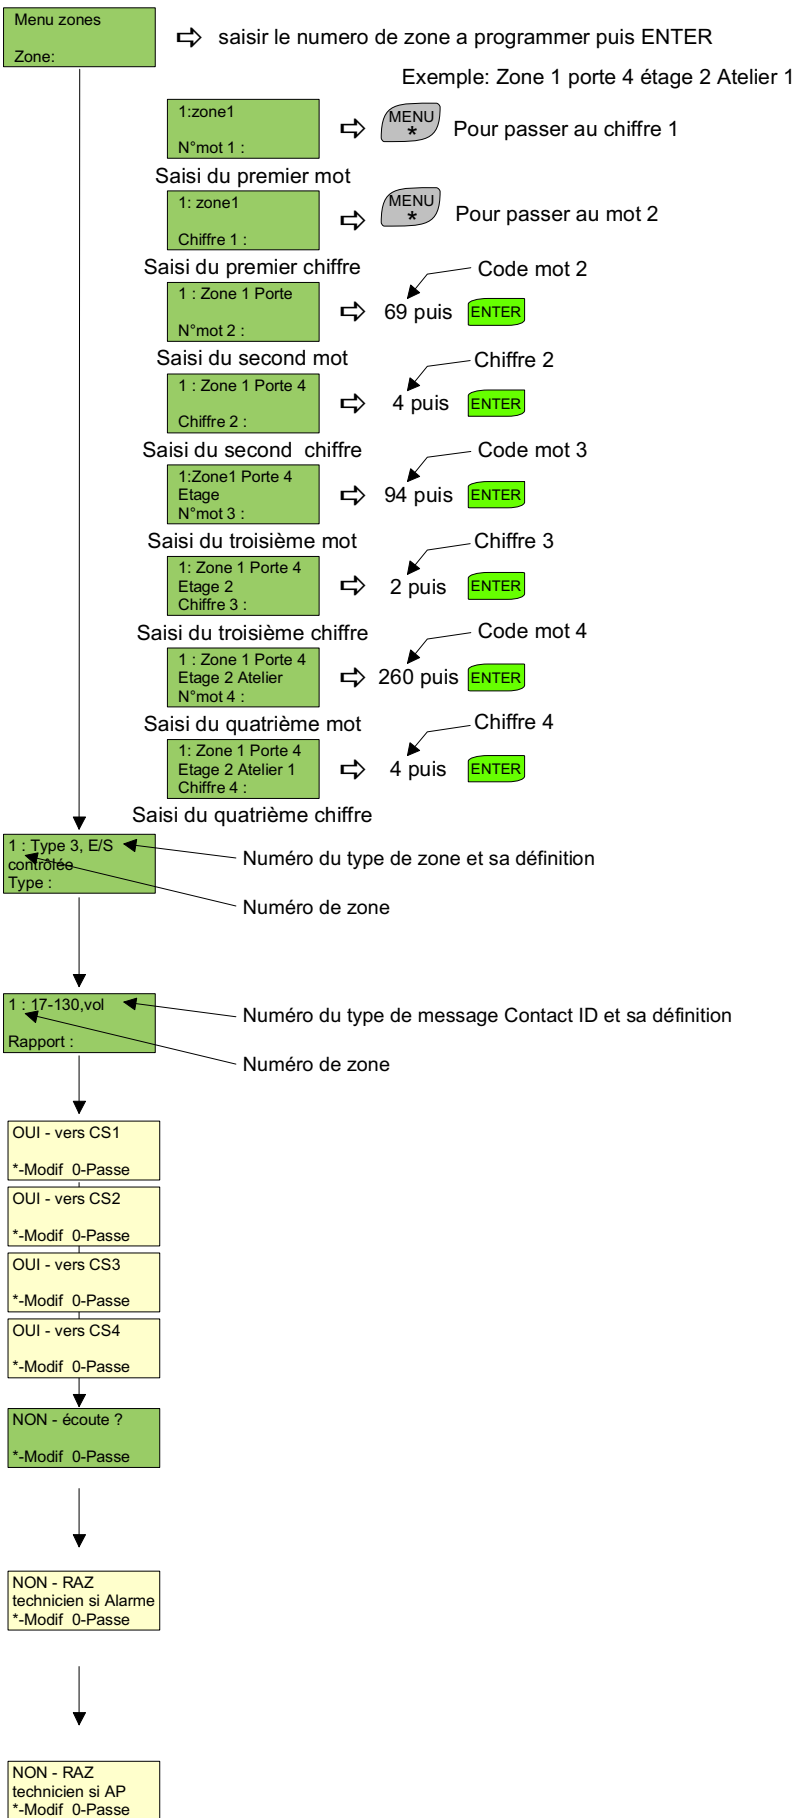 Menu zones
Zone:
saisir le numero de zone a programmer puis ENTER
Exemple: Zone 1 porte 4 étage 2 Atelier 1
1:zone1
N°mot 1 :
MENU
*
Pour passer au chiffre 1
Saisi du premier mot
1: zone1
Chiffre 1 :
MENU
*
Pour passer au mot 2
Saisi du premier chiffre
Code mot 2
1 : Zone 1 Porte
N°mot 2 :
69 puis ENTER
Saisi du second mot
Chiffre 2
1 : Zone 1 Porte 4
Chiffre 2 :
4 puis ENTER
Saisi du second chiffre
Code mot 3
1:Zone1 Porte 4
Etage
N°mot 3 :
94 puis ENTER
Saisi du troisième mot
Chiffre 3
1: Zone 1 Porte 4
Etage 2
Chiffre 3 :
2 puis ENTER
Saisi du troisième chiffre
Code mot 4
1 : Zone 1 Porte 4
Etage 2 Atelier
N°mot 4 :
260 puis ENTER
Saisi du quatrième mot
Chiffre 4
1: Zone 1 Porte 4
Etage 2 Atelier 1
Chiffre 4 :
4 puis ENTER
Saisi du quatrième chiffre
1 : Type 3, E/S
contrôlée
Type :
Numéro du type de zone et sa définition
Numéro de zone
1 : 17-130,vol
Rapport :
Numéro du type de message Contact ID et sa définition
Numéro de zone
OUI - vers CS1
*-Modif 0-Passe
OUI - vers CS2
*-Modif 0-Passe
OUI - vers CS3
*-Modif 0-Passe
OUI - vers CS4
*-Modif 0-Passe
NON - écoute ?
*-Modif 0-Passe
NON - RAZ
technicien si Alarme
*-Modif 0-Passe
NON - RAZ
technicien si AP
*-Modif 0-Passe